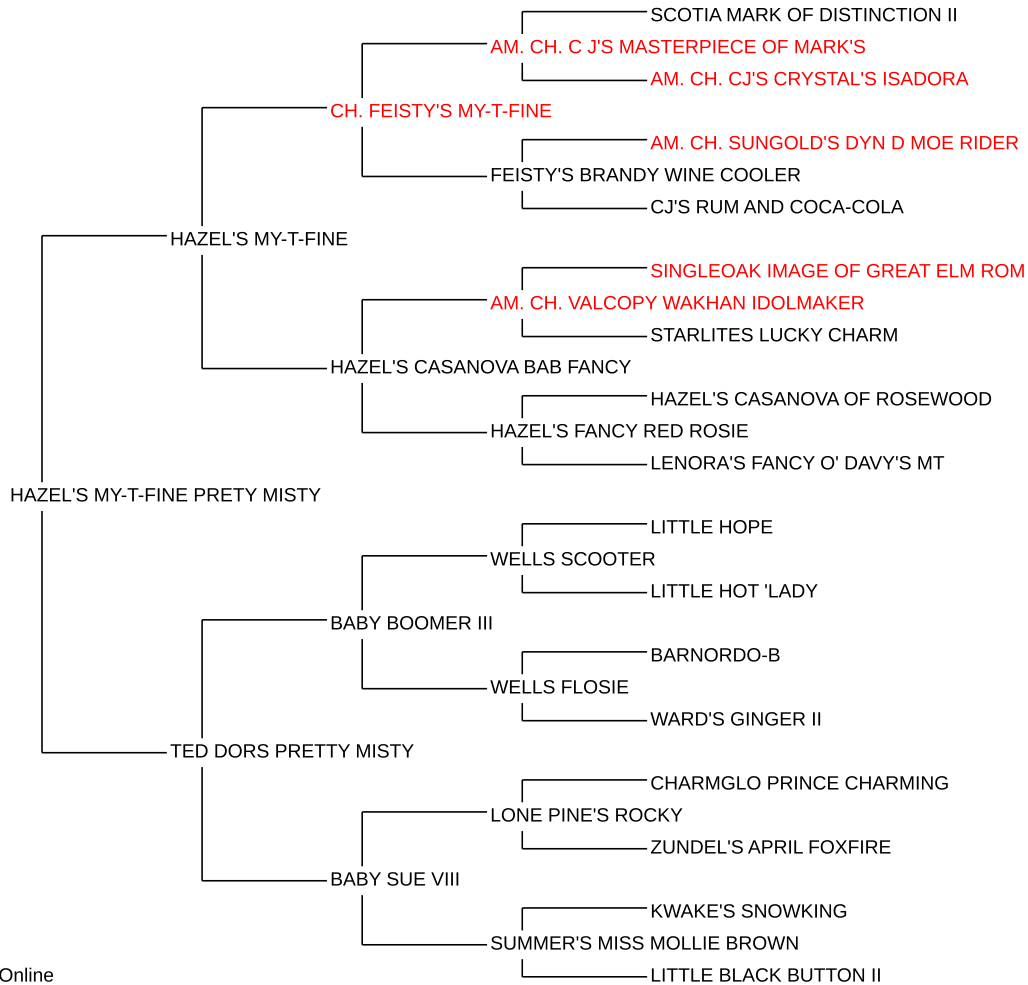 SCOTIA MARK OF DISTINCTION II
AM. CH. C J'S MASTERPIECE OF MARK'S
AM. CH. CJ'S CRYSTAL'S ISADORA
CH. FEISTY'S MY-T-FINE
AM. CH. SUNGOLD'S DYN D MOE RIDER
FEISTY'S BRANDY WINE COOLER
CJ'S RUM AND COCA-COLA
HAZEL'S MY-T-FINE
SINGLEOAK IMAGE OF GREAT ELM ROM
AM. CH. VALCOPY WAKHAN IDOLMAKER
STARLITES LUCKY CHARM
HAZEL'S CASANOVA BAB FANCY
HAZEL'S CASANOVA OF ROSEWOOD
HAZEL'S FANCY RED ROSIE
LENORA'S FANCY O' DAVY'S MT
HAZEL'S MY-T-FINE PRETY MISTY
LITTLE HOPE
WELLS SCOOTER
LITTLE HOT 'LADY
BABY BOOMER III
BARNORDO-B
WELLS FLOSIE
WARD'S GINGER II
TED DORS PRETTY MISTY
CHARMGLO PRINCE CHARMING
LONE PINE'S ROCKY
ZUNDEL'S APRIL FOXFIRE
BABY SUE VIII
KWAKE'S SNOWKING
SUMMER'S MISS MOLLIE BROWN
LITTLE BLACK BUTTON II
Online